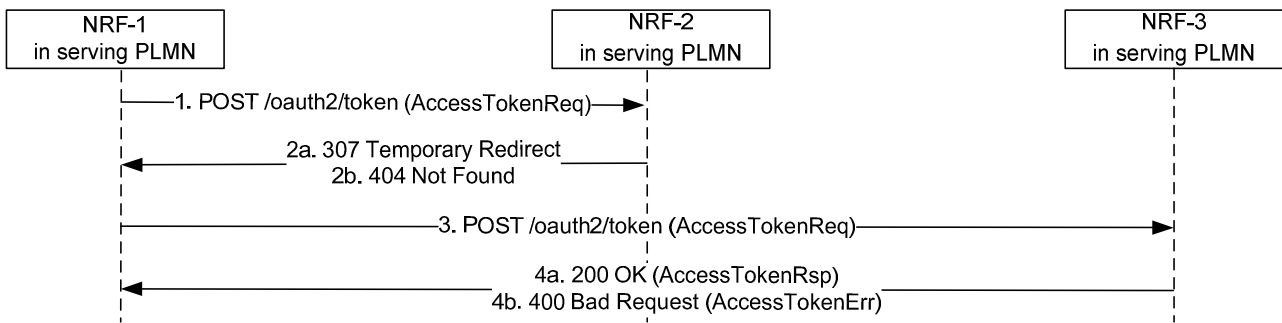 NRF-1
in serving PLMN
NRF-2
in serving PLMN
NRF-3
in serving PLMN
1. POST /oauth2/token (AccessTokenReq)
2a. 307 Temporary Redirect
2b. 404 Not Found
3. POST /oauth2/token (AccessTokenReq)
4a. 200 OK (AccessTokenRsp)
4b. 400 Bad Request (AccessTokenErr)